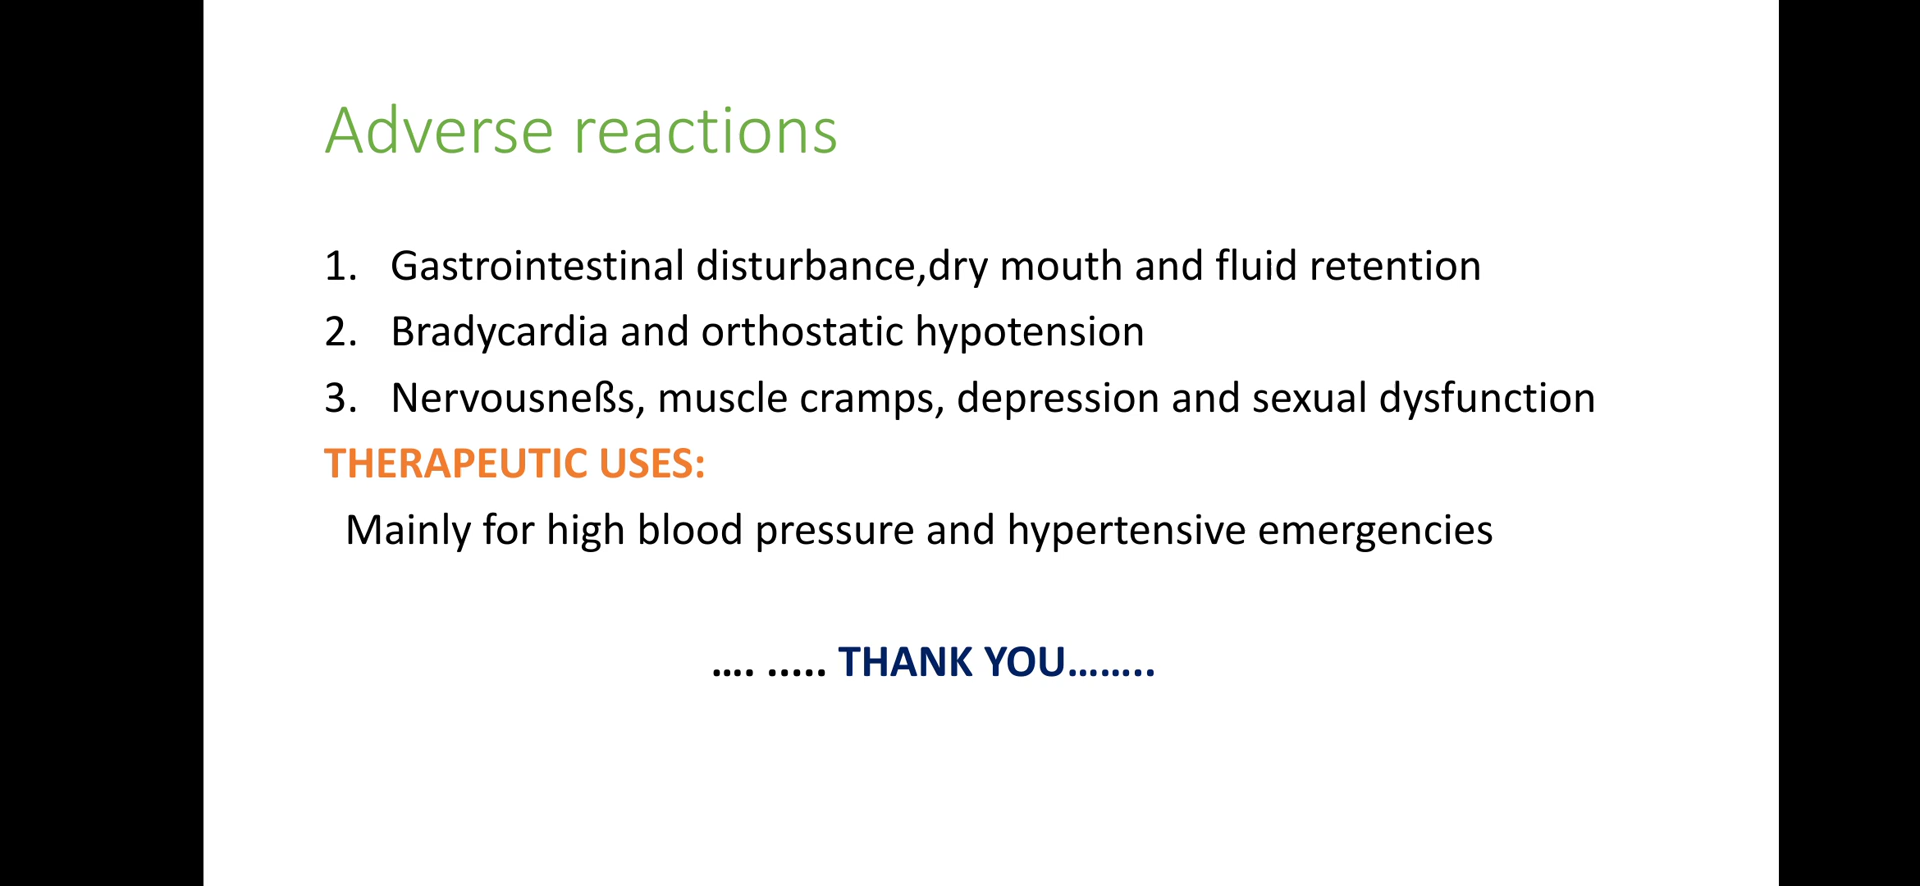 Adverse reactions
1. Gastrointestinal disturbance,dry mouth and fluid retention
2. Bradycardia and orthostatic hypotension
3. Nervousneßs, muscle cramps, depression and sexual dysfunction
THERAPEUTIC USES:
Mainly for high blood pressure and hypertensive emergencies
…. ..... THANK YOU……..